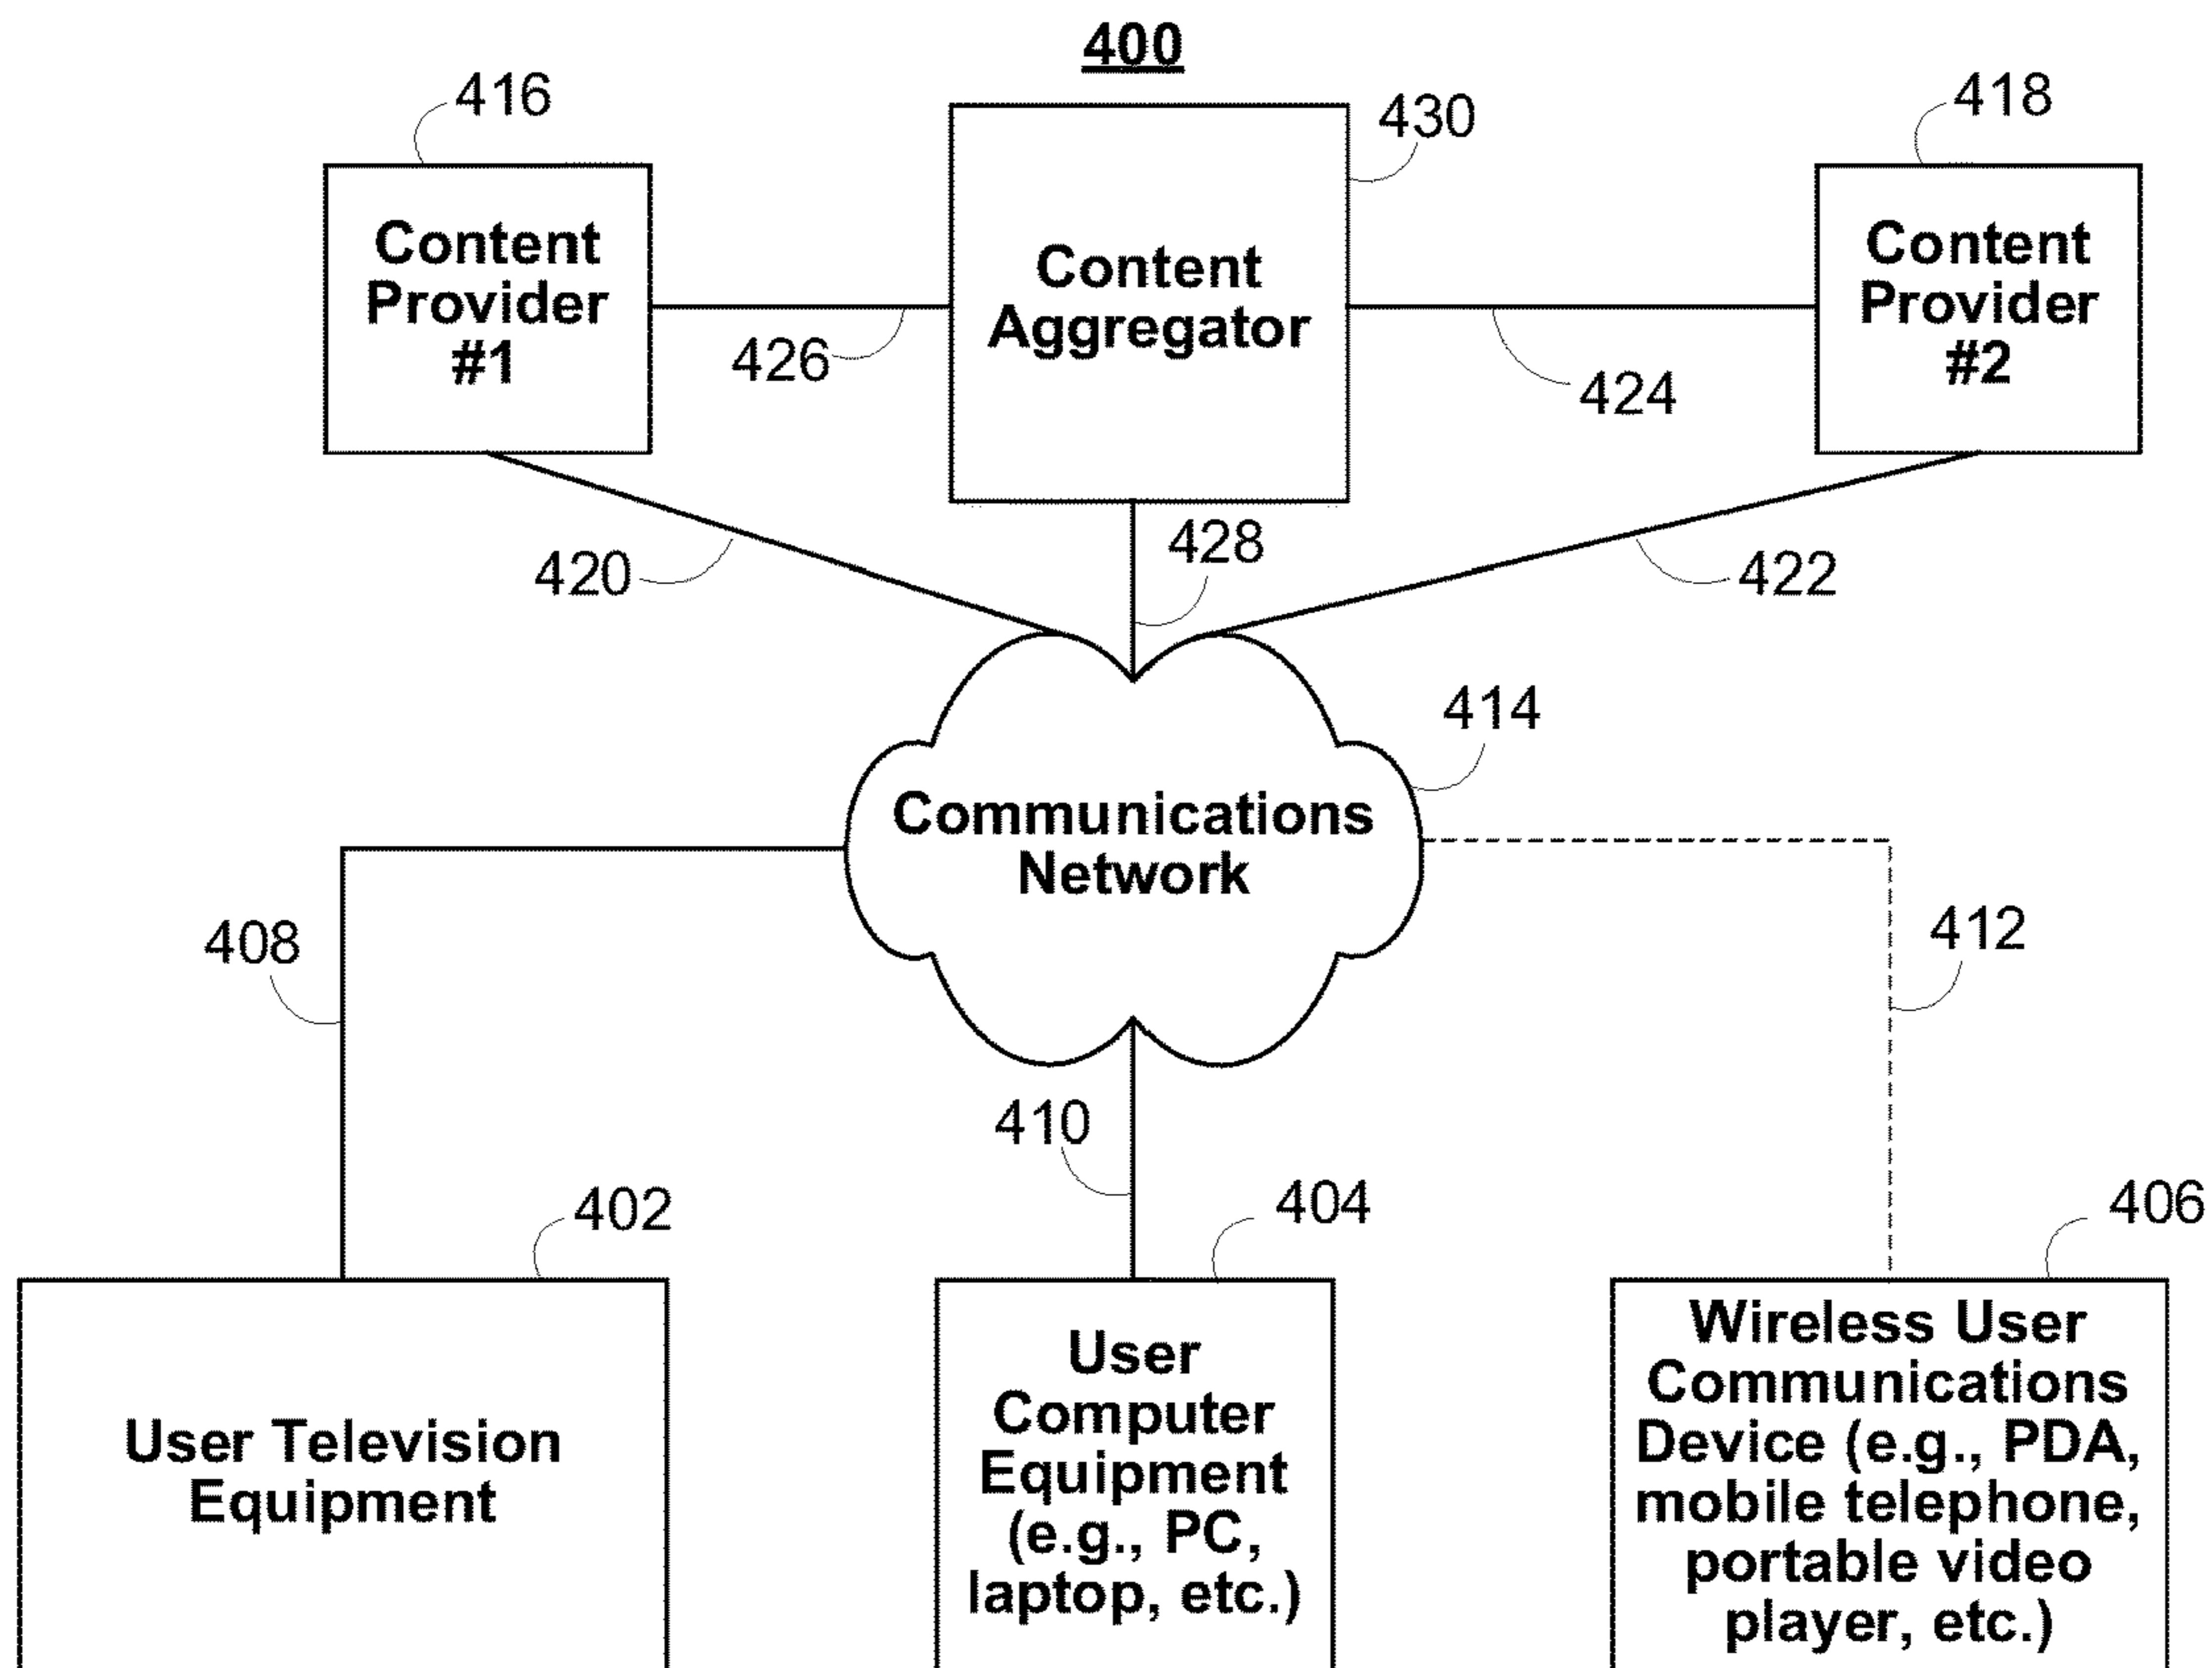 400
416
430
418
Content
Provider
#1
Content
Aggregator
Content
Provider
#2
426
424
420
428
422
414
Communications
Network
408
412
410
402
404
406
User Television
Equipment
User
Computer
Equipment
(e.g., PC,
laptop, etc.)
Wireless User
Communications
Device (e.g., PDA,
mobile telephone,
portable video
player, etc.)